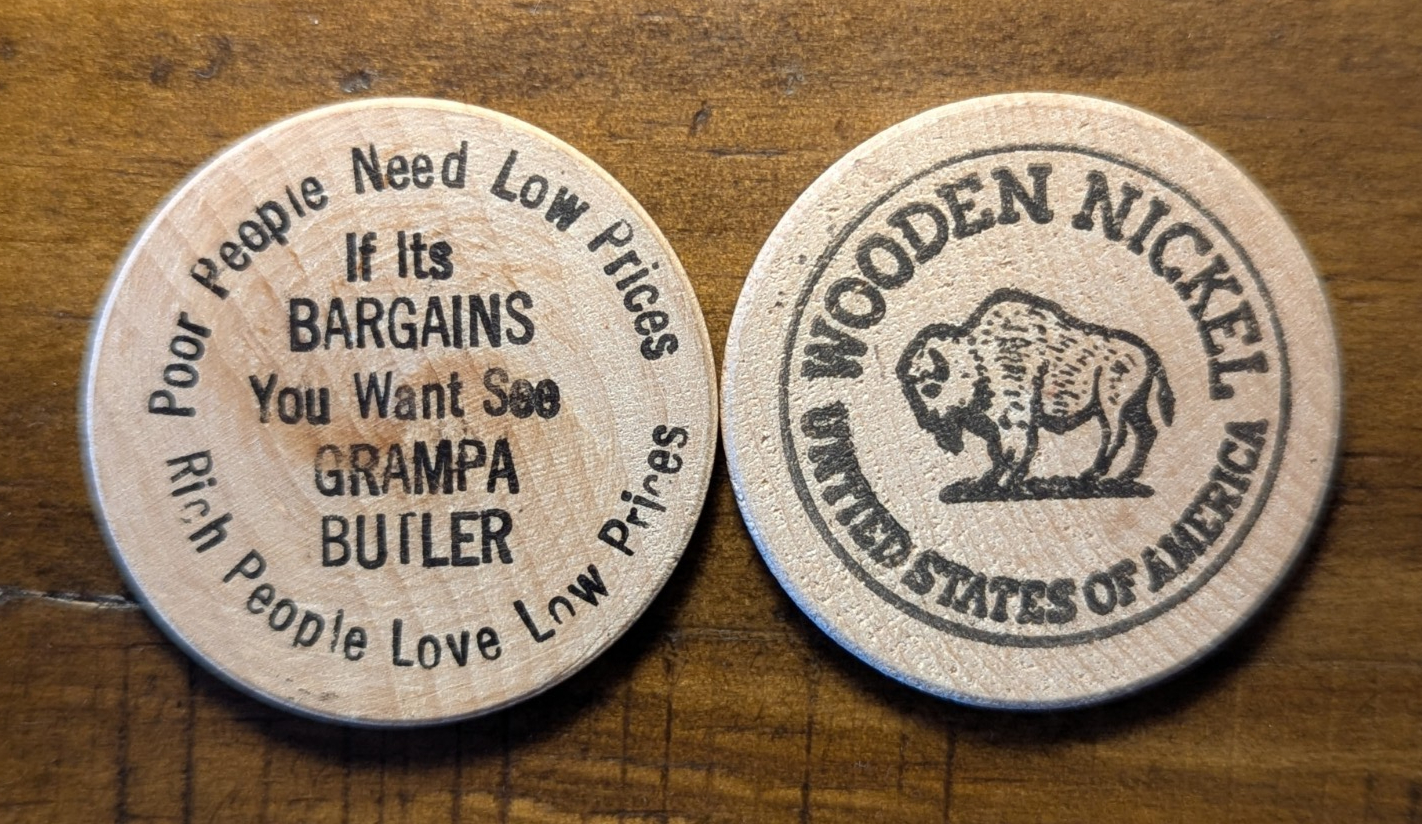 Poor People Need Low Prices
If Its
BARGAINS
You Want See
GRAMPA
BUTLER
Rich People Love Low Prices
WOODEN NICKEL
UNITED STATES OF AMERICA